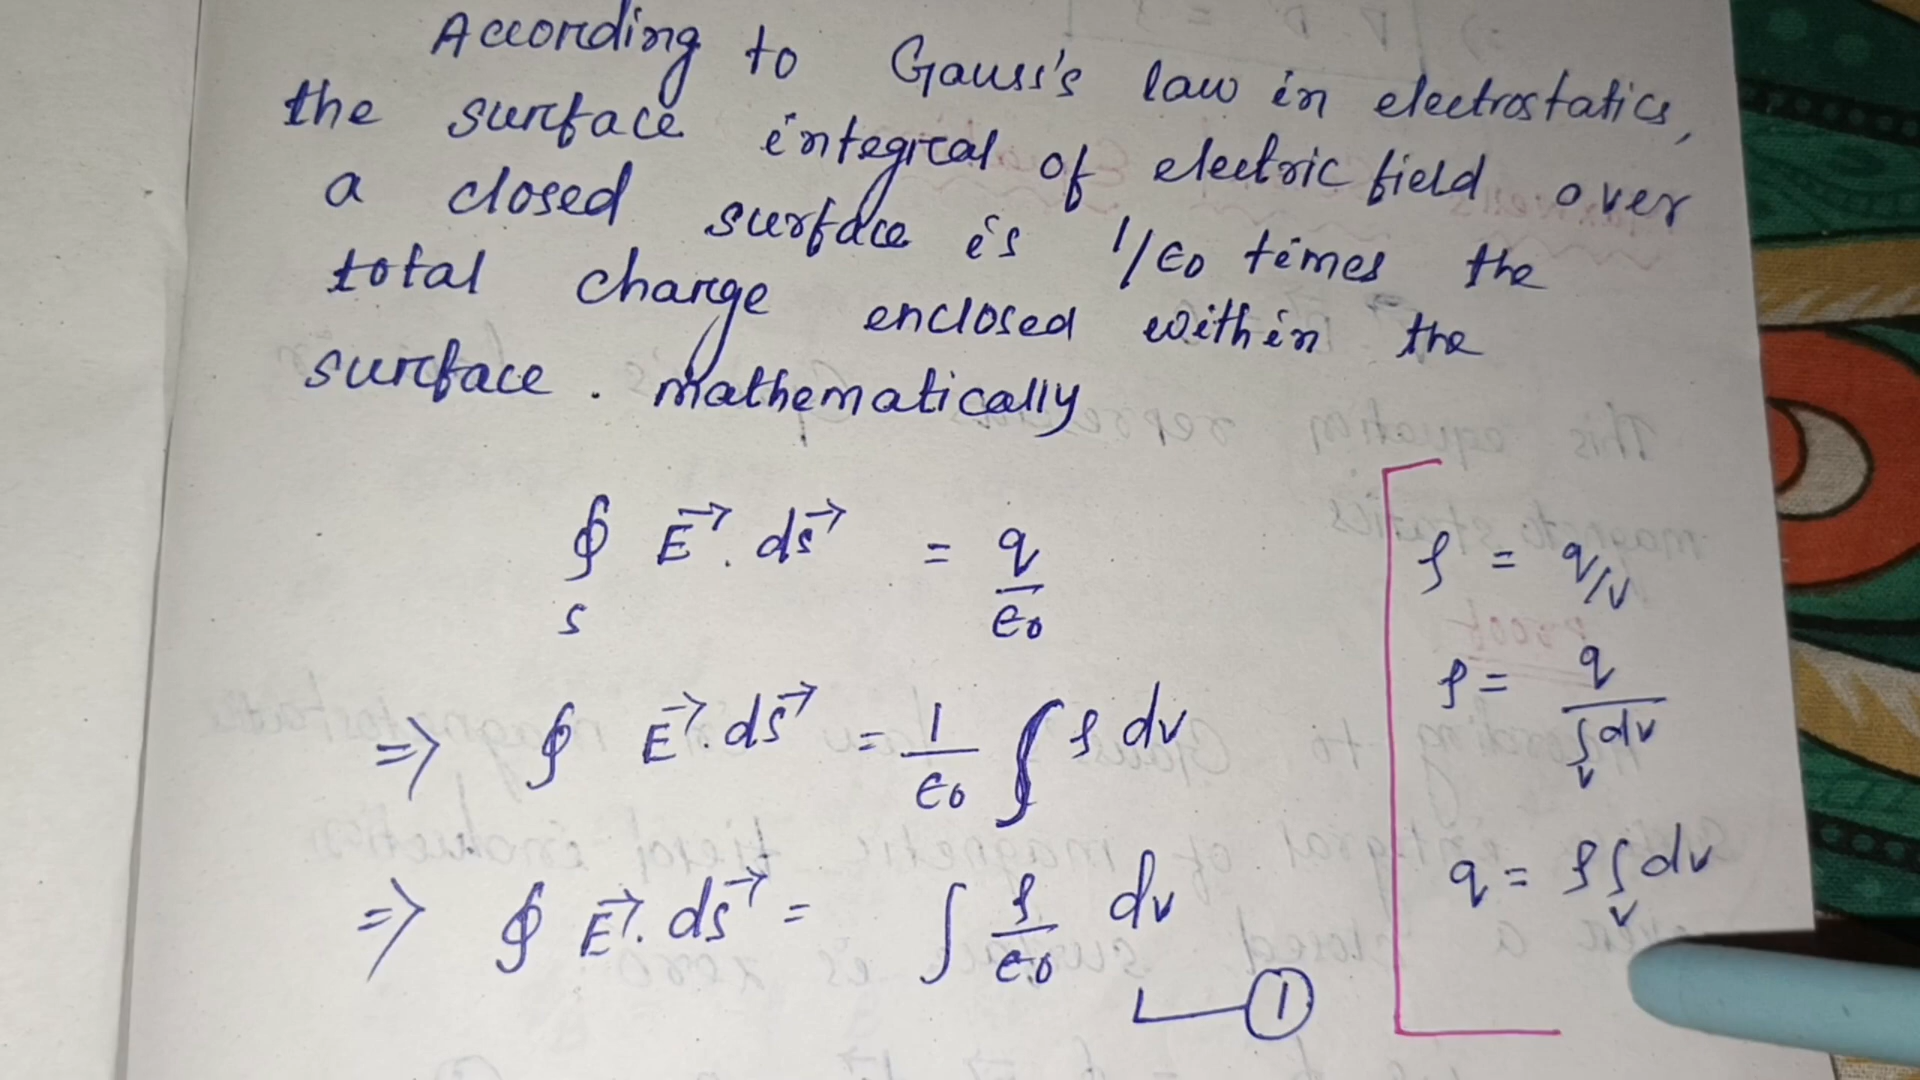 According to Gauss's law in electrostatics,
the surface integral of electric field over
a closed surface is 1/ϵ0 times the
total charge enclosed within the
surface. mathematically
∮S E⃗. ds⃗ = q/ϵ0
=> ∮ E⃗. ds⃗ = 1/ϵ0 ∫ ρ dv
=> ∮ E⃗. ds⃗ = ∫ ρ/ϵ0 dv
1
ρ = q/v
ρ = q/∫v dv
q = ρ ∫v dv